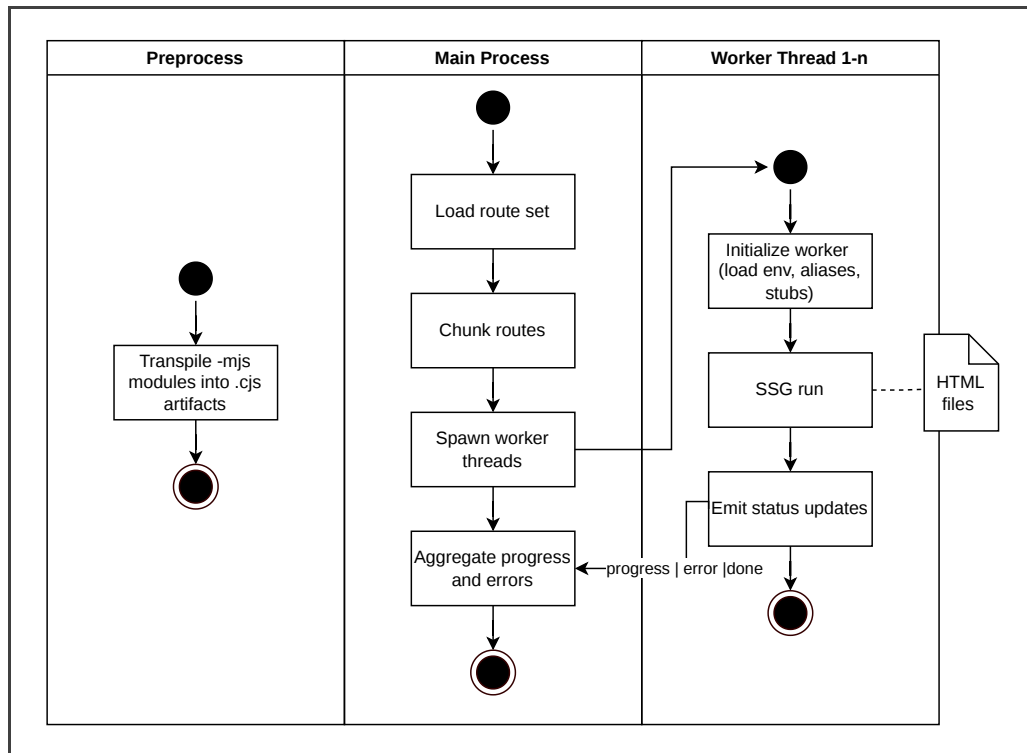 Preprocess
Main Process
Worker Thread 1-n
Transpile -mjs
modules into .cjs
artifacts
Load route set
Chunk routes
Spawn worker
threads
Aggregate progress
and errors
Initialize worker
(load env, aliases,
stubs)
SSG run
HTML
files
Emit status updates
progress | error |done